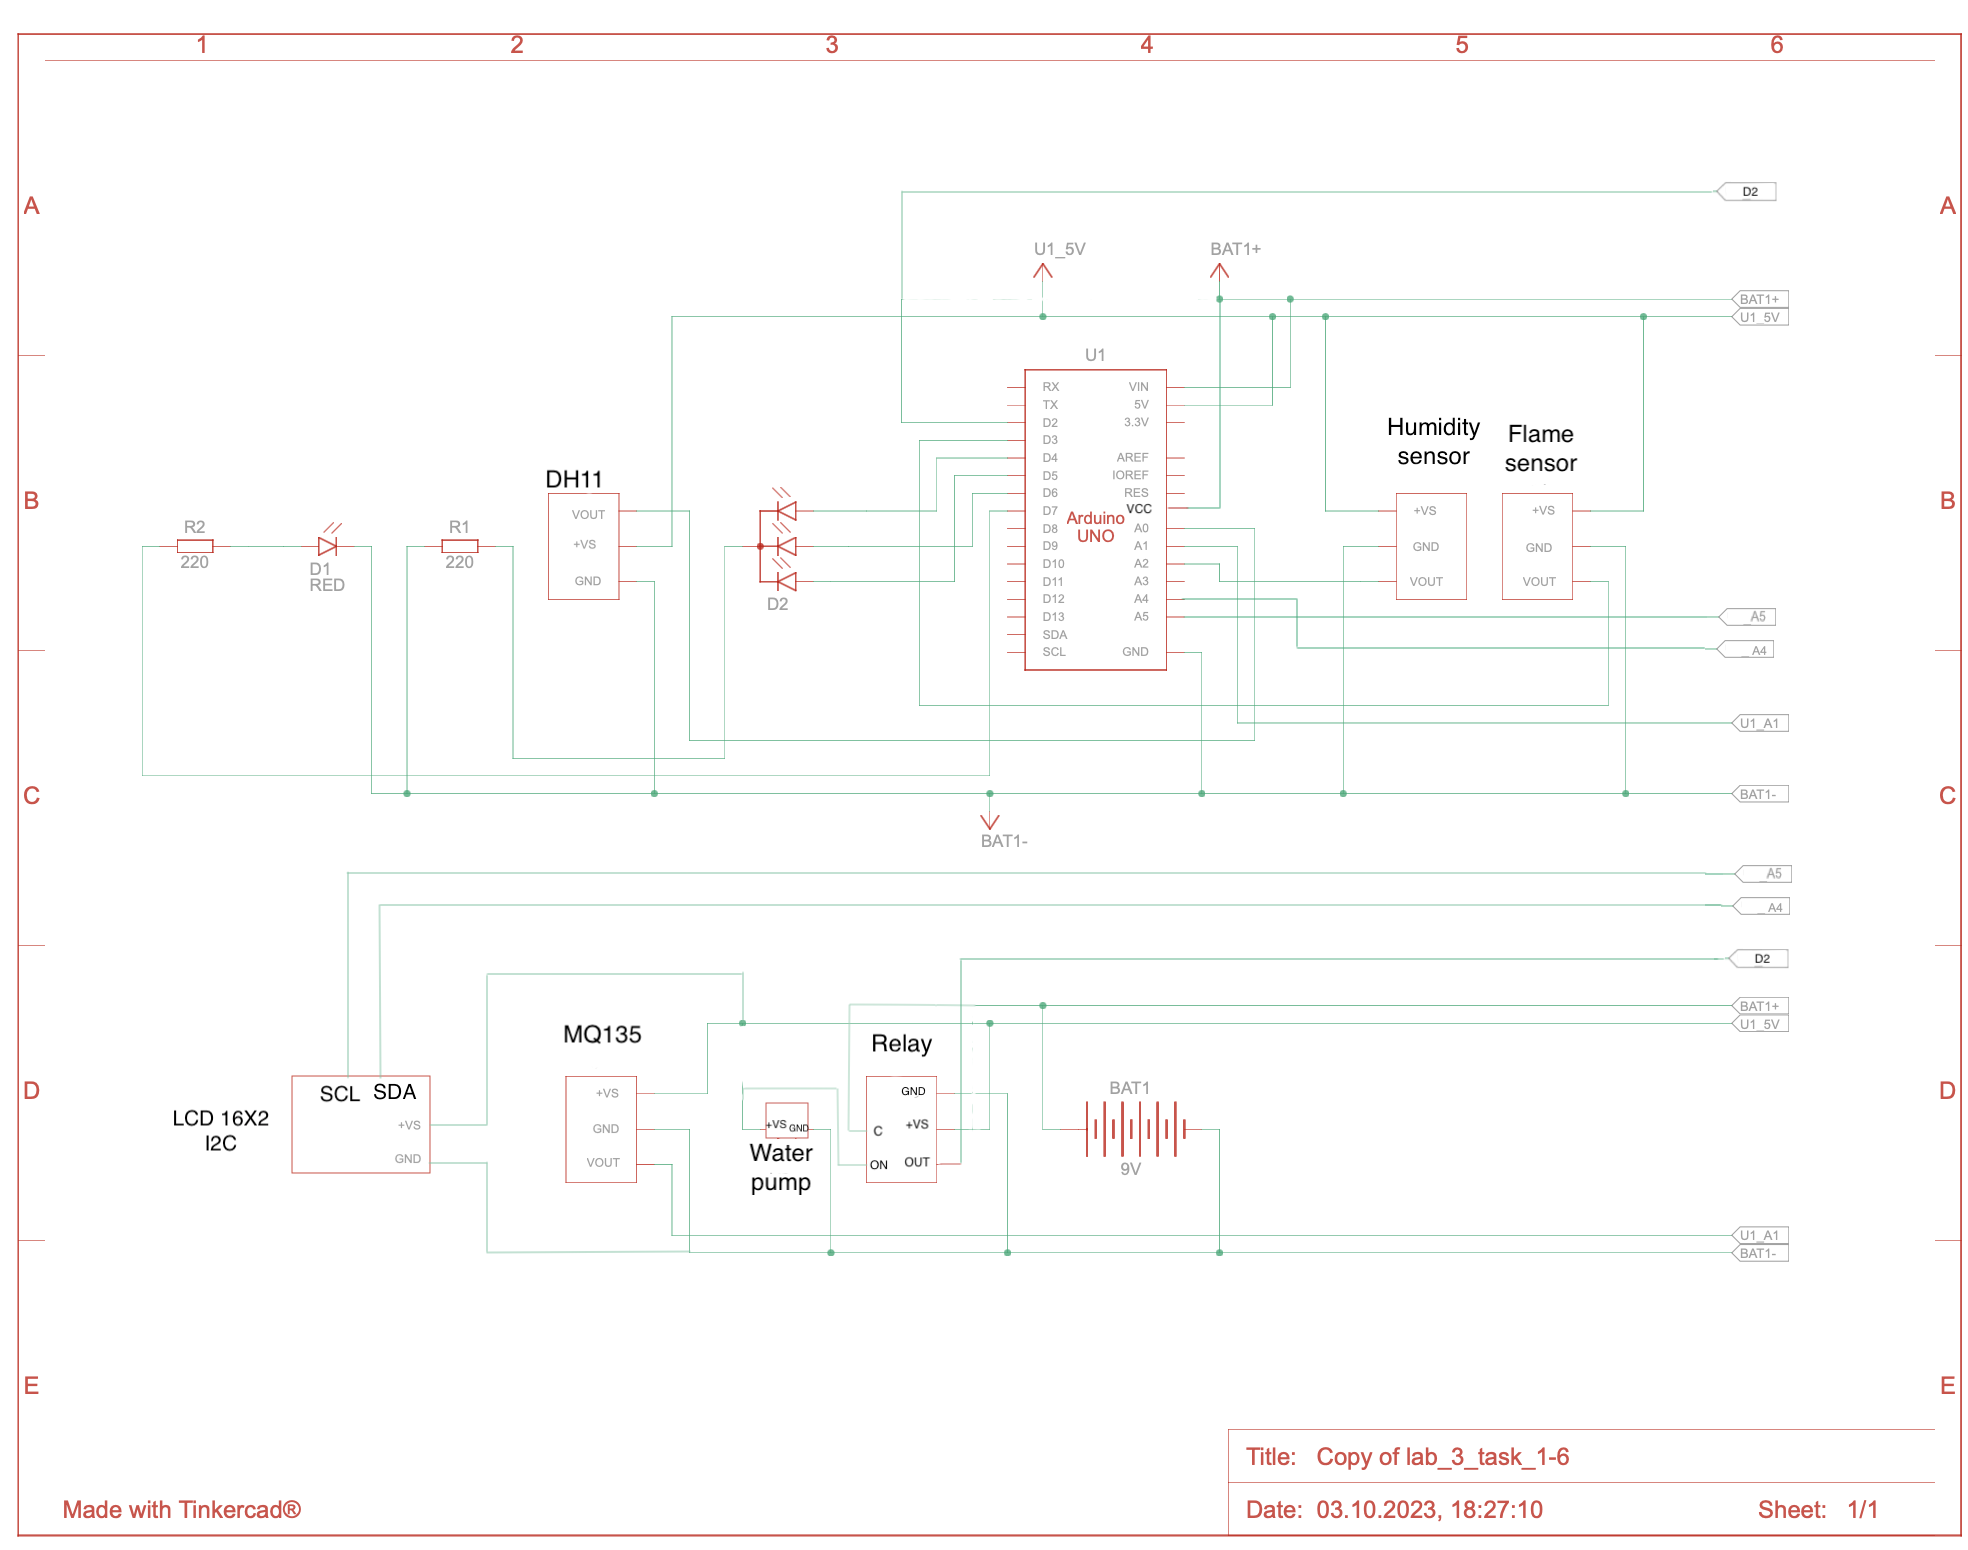 1 2 3 4 5 6
A A
D2
U1_5V BAT1+
BAT1+
U1_5V
U1
RX VIN
TX 5V
D2 3.3V
D3
D4 AREF
D5 IOREF
D6 RES
D7 VCC
D8 A0
D9 A1
D10 A2
D11 A3
D12 A4
D13 A5
SDA
SCL GND
Arduino
UNO
Humidity
sensor
+VS
GND
VOUT
Flame
sensor
+VS
GND
VOUT
B B
DH11
VOUT
+VS
GND
R2
220
D1
RED
R1
220
D2
_A5
_A4
U1_A1
C C
BAT1-
BAT1-
_A5
_A4
D2
BAT1+
U1_5V
D D
LCD 16X2
I2C
SCL SDA
+VS
GND
MQ135
+VS
GND
VOUT
+VS GND
Water
pump
Relay
GND
C +VS
ON OUT
BAT1
9V
U1_A1
BAT1-
E E
Title: Copy of lab_3_task_1-6
Made with Tinkercad®
Date: 03.10.2023, 18:27:10 Sheet: 1/1